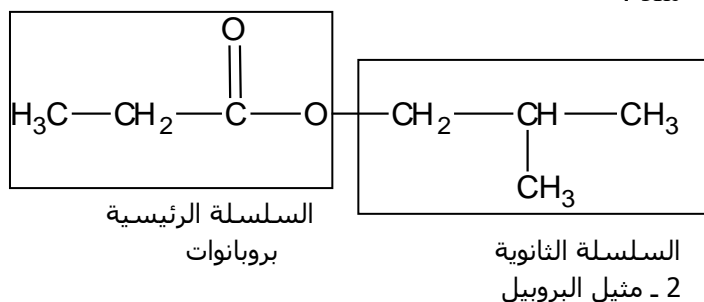 O
H3C—CH2—C—O—CH2—CH—CH3
CH3
السلسلة الرئيسية
بروبانوات
السلسلة الثانوية
2 ـ مثيل البروبيل